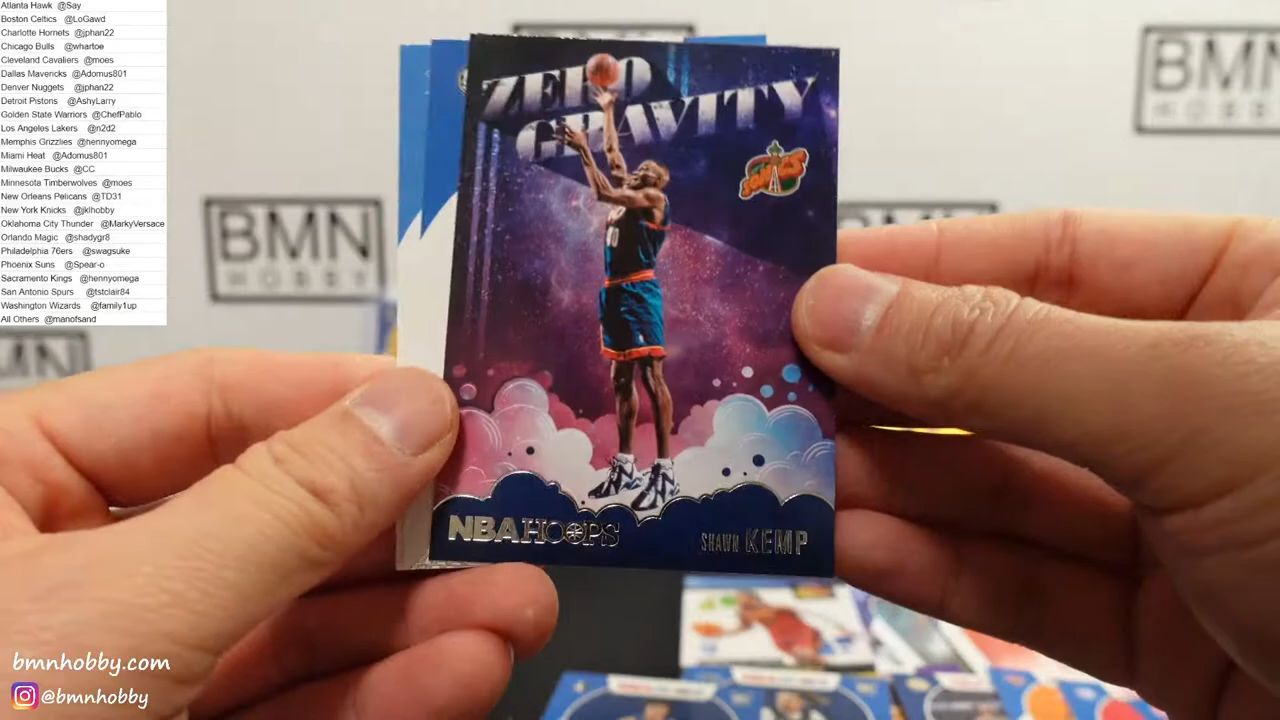 Atlanta Hawk @Say
Boston Celtics @LoGawd
Charlotte Hornets @jphan22
Chicago Bulls @whartoe
Cleveland Cavaliers @moes
Dallas Mavericks @Adomus801
Denver Nuggets @jphan22
Detroit Pistons @AshyLarry
Golden State Warriors @ChefPablo
Los Angeles Lakers @n2d2
Memphis Grizzlies @hennyomega
Miami Heat @Adomus801
Milwaukee Bucks @CC
Minnesota Timberwolves @moes
New Orleans Pelicans @TD31
New York Knicks @jklhobby
Oklahoma City Thunder @MarkyVersace
Orlando Magic @shadygr8
Philadelphia 76ers @swagsuke
Phoenix Suns @Spear-o
Sacramento Kings @hennyomega
San Antonio Spurs @tstclair84
Washington Wizards @family1up
All Others @manofsand
BMN
HOBBY
BMN
HOBBY
ZERO
GRAVITY
SONICS
NBA HOOPS
SHAWN KEMP
bmnhobby.com
@bmnhobby